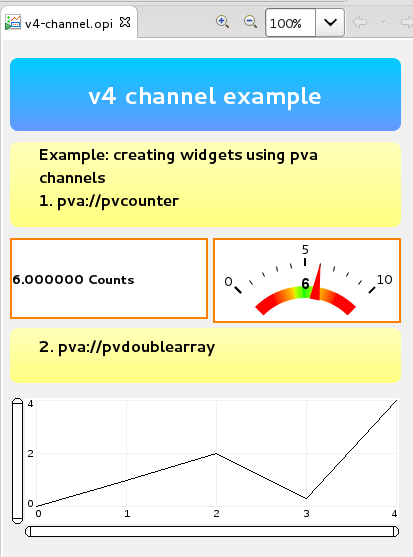 v4-channel.opi
100%
v4 channel example
Example: creating widgets using pva
channels
1. pva://pvcounter
6.000000 Counts
0
5
10
6
2. pva://pvdoublearray
4
2
0
0 1 2 3 4